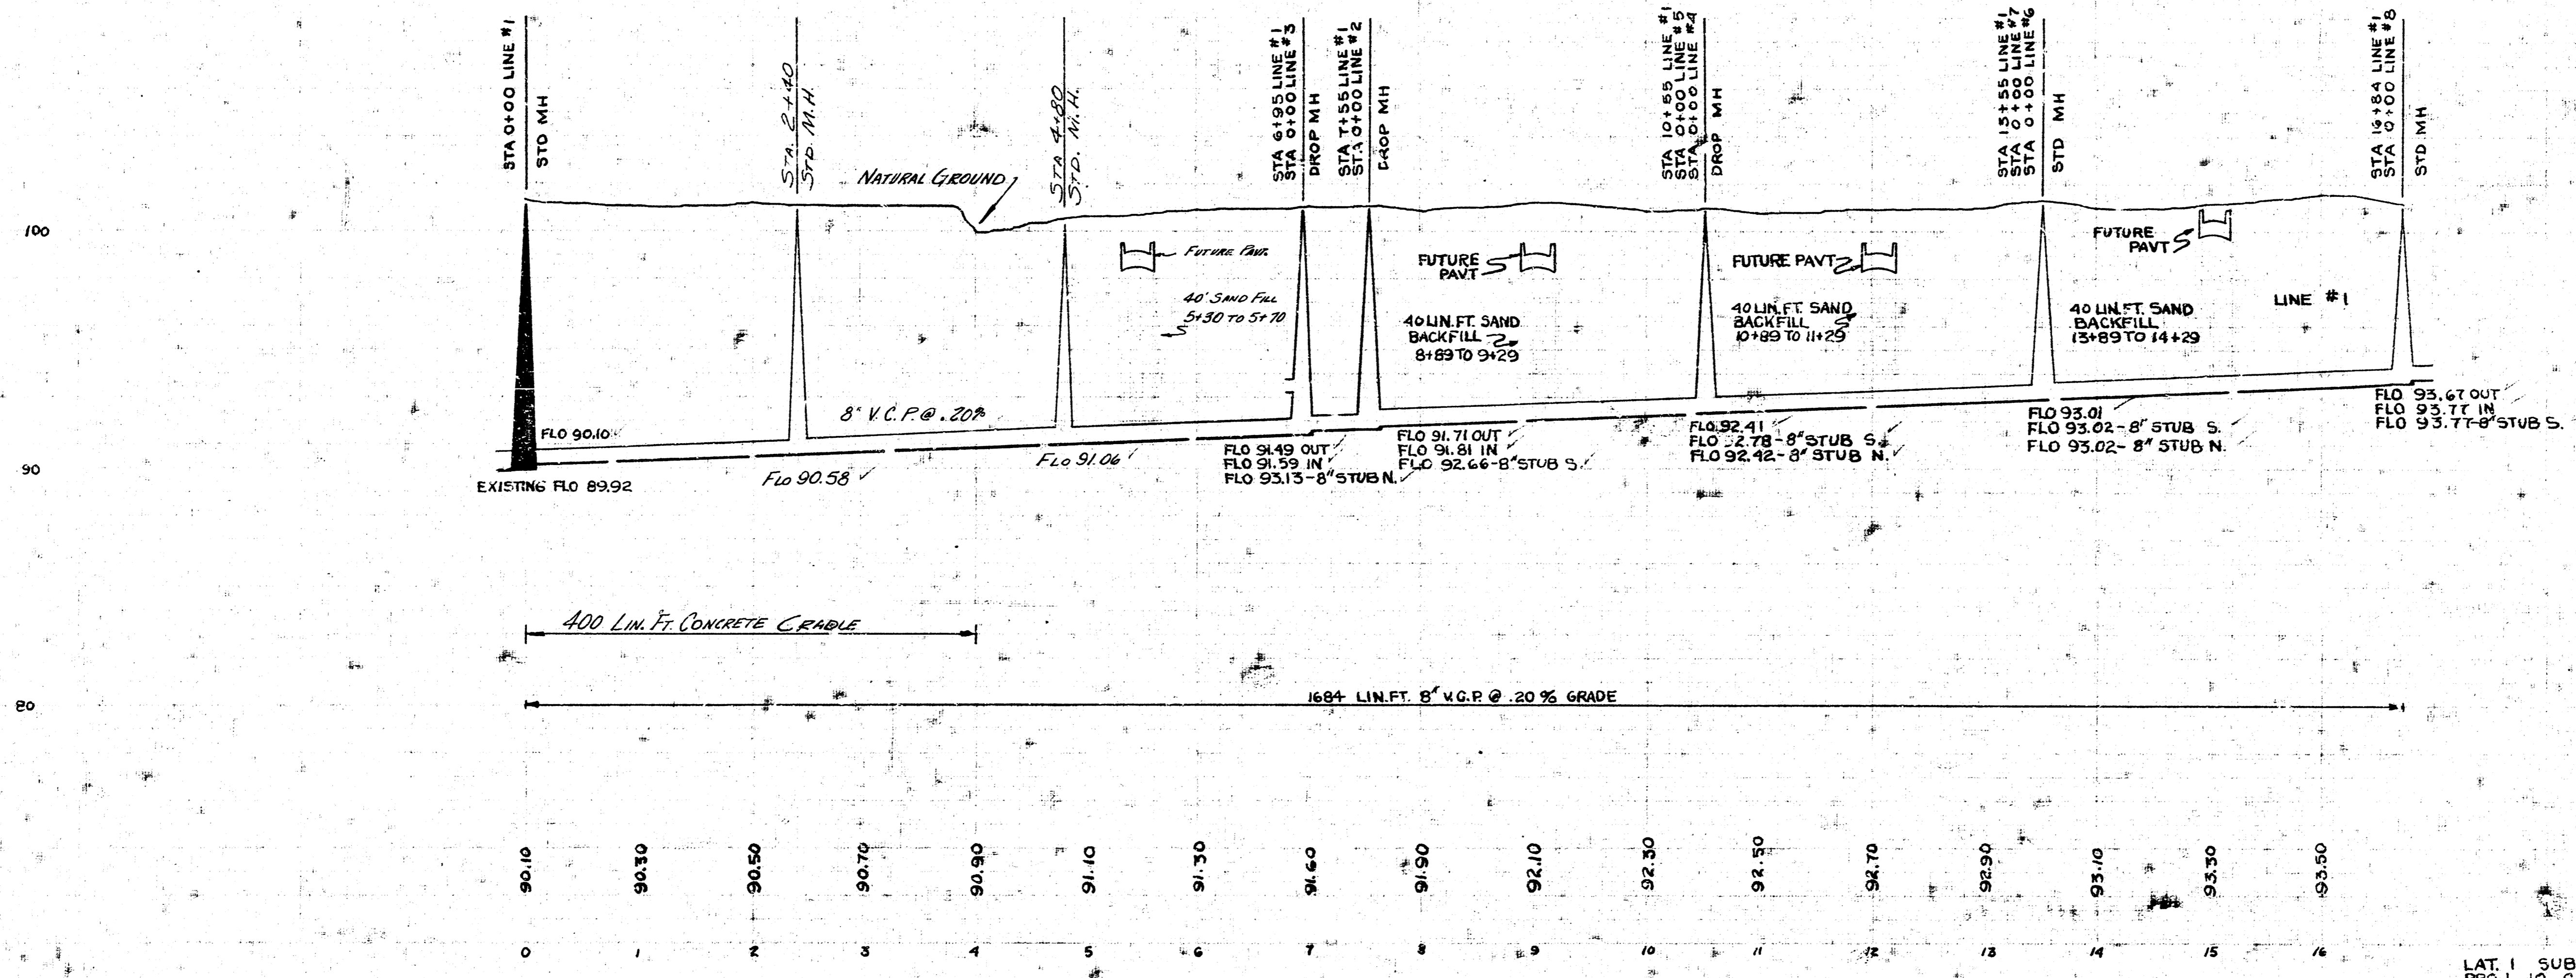 STA 0+00 LINE #1
STD MH
STA. 2+40
STD. M.H.
STA 4+80
STD. M.H.
STA 6+95 LINE #1
STA 0+00 LINE #3
DROP MH
STA 7+55 LINE #1
STA 0+00 LINE #2
DROP MH
STA 10+55 LINE #1
STA 0+00 LINE #5
STA 0+00 LINE #4
DROP MH
STA 13+55 LINE #1
STA 0+00 LINE #7
STA 0+00 LINE #6
STD MH
STA 16+84 LINE #1
STA 0+00 LINE #8
STD MH
NATURAL GROUND
100
FUTURE PAVT.
FUTURE
PAV.T
FUTURE PAVT
FUTURE
PAVT
40' SAND FILL
5+30 TO 5+70
40 LIN. FT. SAND
BACKFILL
8+89 TO 9+29
40 LIN. FT. SAND
BACKFILL
10+89 TO 11+29
40 LIN. FT. SAND
BACKFILL
13+89 TO 14+29
LINE #1
8" V.C.P. @ .20%
FLO 90.10
90
EXISTING FLO 89.92
FLO 90.58 ✓
FLO 91.06 ✓
FLO 91.49 OUT ✓
FLO 91.59 IN ✓
FLO 93.13-8" STUB N. ✓
FLO 91.71 OUT ✓
FLO 91.81 IN ✓
FLO 92.66-8" STUB S. ✓
FLO 92.41 ✓
FLO 2.78-8" STUB S. ✓
FLO 92.42-8" STUB N. ✓
FLO 93.01 ✓
FLO 93.02-8" STUB S. ✓
FLO 93.02-8" STUB N.
FLO 93.67 OUT ✓
FLO 93.77 IN ✓
FLO 93.77-8" STUB S.
400 LIN. FT. CONCRETE CRADLE
80
1684 LIN. FT. 8" V.C.P. @ .20 % GRADE
90.10 90.30 90.50 90.70 90.90 91.10 91.30 91.60 91.90 92.10 92.30 92.50 92.70 92.90 93.10 93.30 93.50
0 1 2 3 4 5 6 7 8 9 10 11 12 13 14 15 16
LAT. 1 SUB